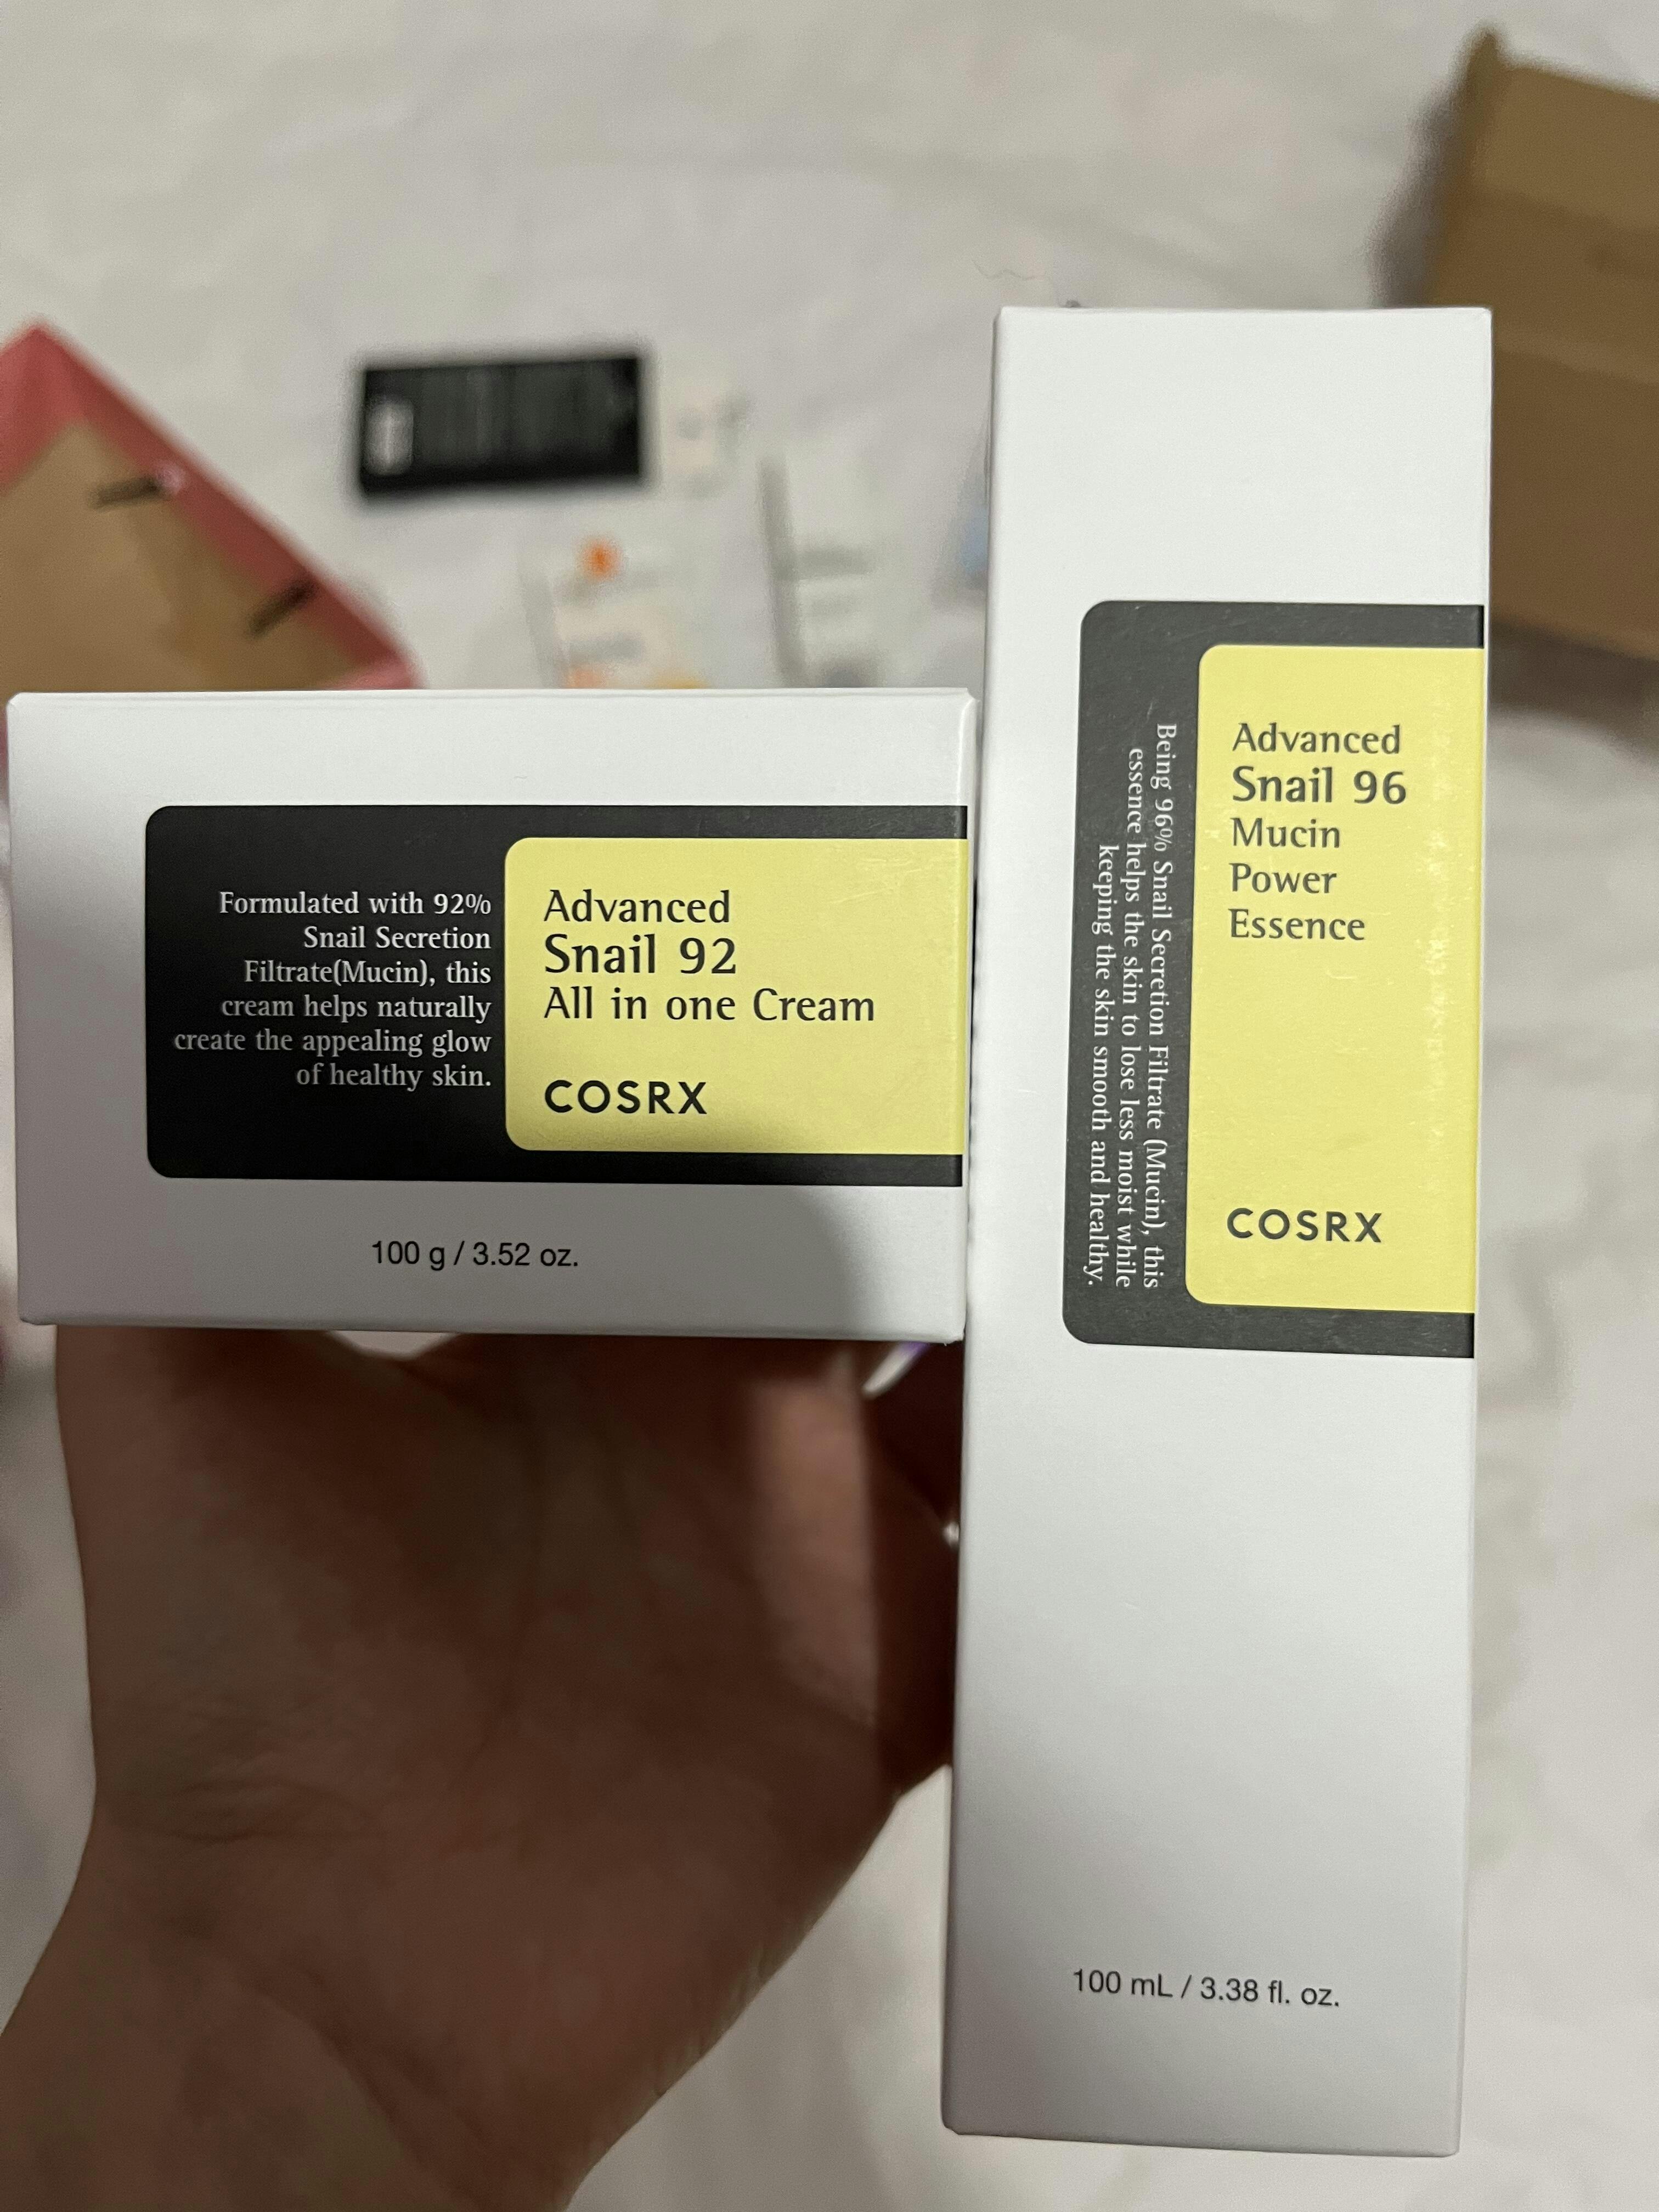 Formulated with 92%
Snail Secretion
Filtrate(Mucin), this
cream helps naturally
create the appealing glow
of healthy skin.
Advanced
Snail 92
All in one Cream
COSRX
100 g / 3.52 oz.
Being 96% Snail Secretion Filtrate (Mucin), this
essence helps the skin to lose less moist while
keeping the skin smooth and healthy.
Advanced
Snail 96
Mucin
Power
Essence
COSRX
100 mL / 3.38 fl. oz.